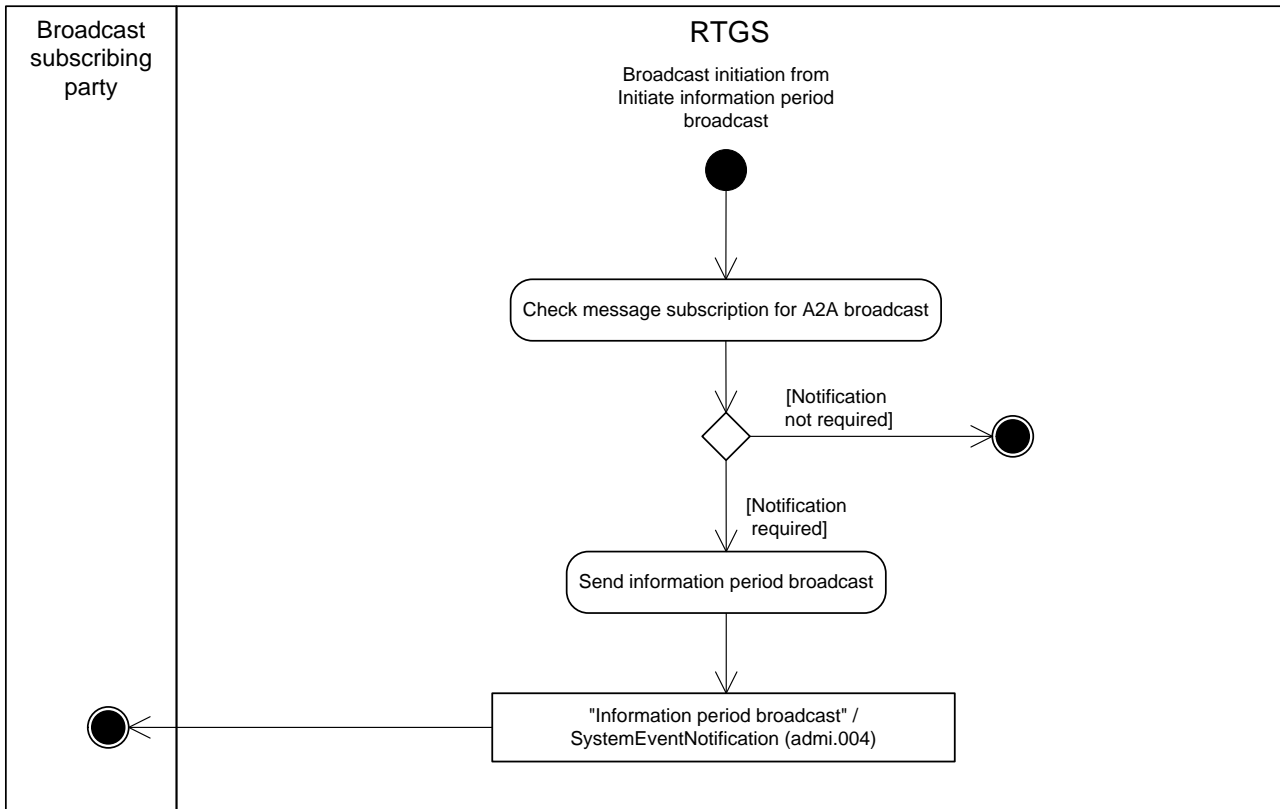 Broadcast
subscribing
party
RTGS
Broadcast initiation from
Initiate information period
broadcast
Check message subscription for A2A broadcast
[Notification
not required]
[Notification
required]
Send information period broadcast
"Information period broadcast" /
SystemEventNotification (admi.004)